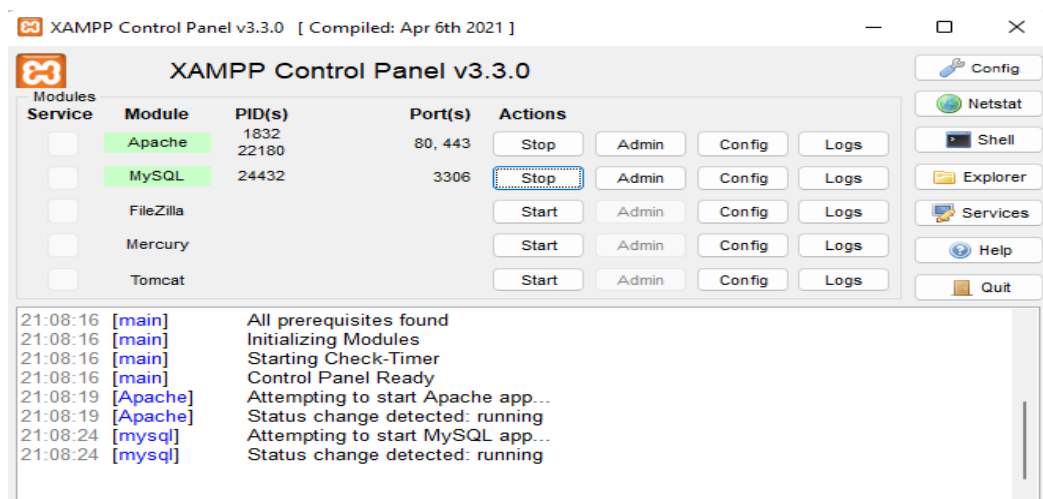 XAMPP Control Panel v3.3.0 [ Compiled: Apr 6th 2021 ]
XAMPP Control Panel v3.3.0
Config
Modules
Service Module PID(s) Port(s) Actions
Netstat
Apache 1832 22180 80, 443 Stop Admin Config Logs
Shell
MySQL 24432 3306 Stop Admin Config Logs
Explorer
FileZilla Start Admin Config Logs
Services
Mercury Start Admin Config Logs
Help
Tomcat Start Admin Config Logs
Quit
21:08:16 [main] All prerequisites found
21:08:16 [main] Initializing Modules
21:08:16 [main] Starting Check-Timer
21:08:16 [main] Control Panel Ready
21:08:19 [Apache] Attempting to start Apache app...
21:08:19 [Apache] Status change detected: running
21:08:24 [mysql] Attempting to start MySQL app...
21:08:24 [mysql] Status change detected: running